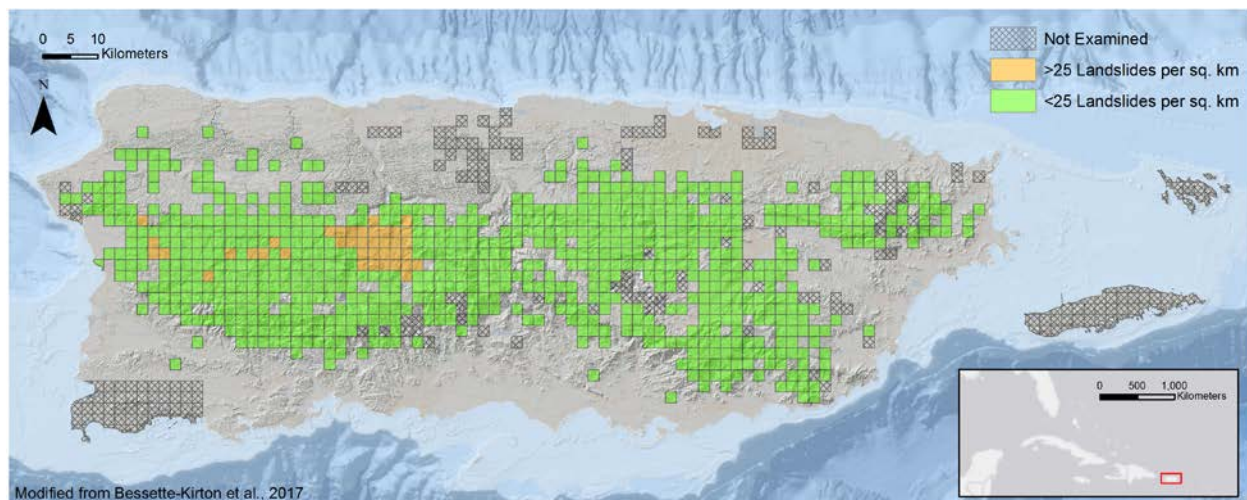 0 5 10
Kilometers
N
Not Examined
>25 Landslides per sq. km
<25 Landslides per sq. km
0 500 1,000
Kilometers
Modified from Bessette-Kirton et al., 2017